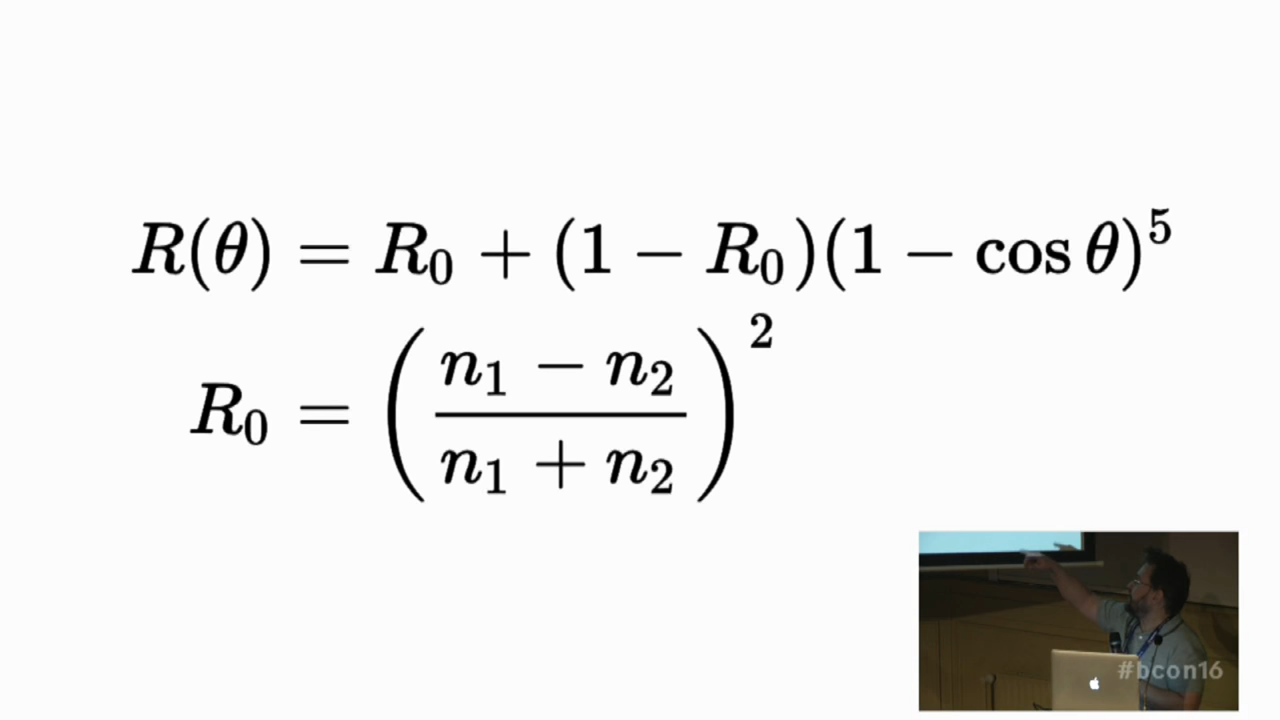 R(θ) = R₀ + (1 − R₀)(1 − cos θ)⁵
R₀ = ((n₁ − n₂)/(n₁ + n₂))²
#bcon16